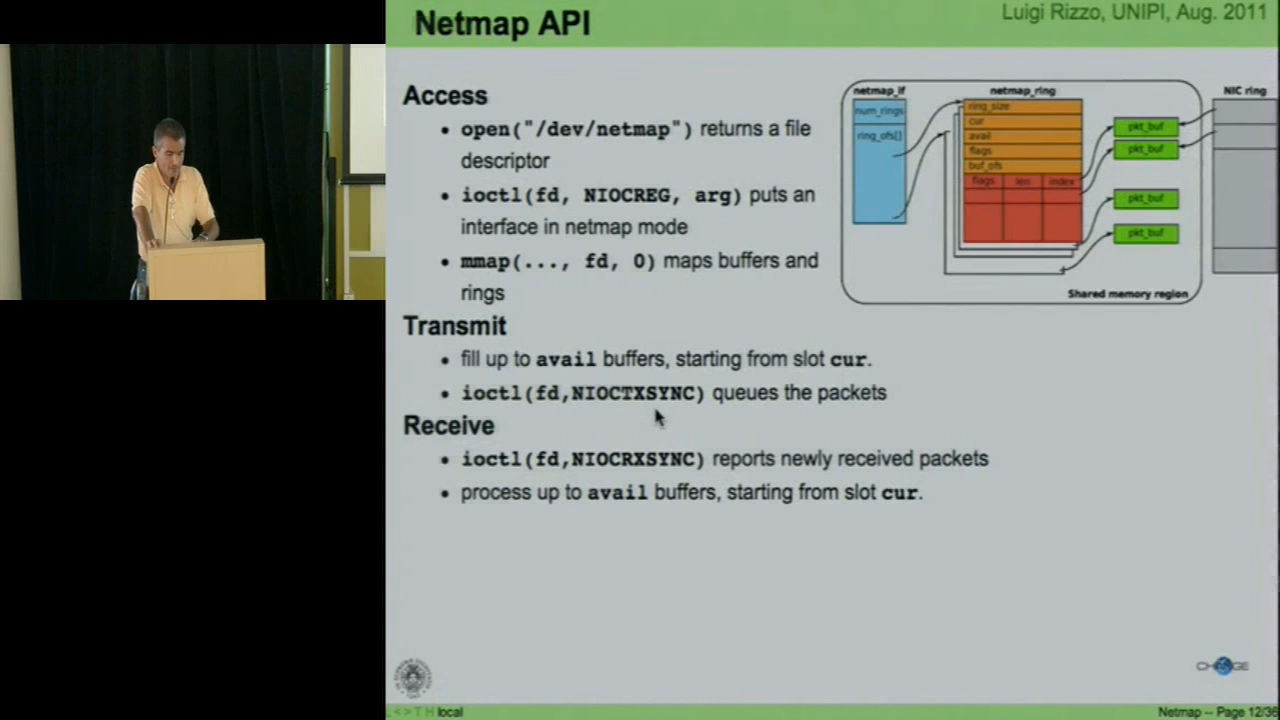 Netmap API
Luigi Rizzo, UNIPI, Aug. 2011
Access
• open("/dev/netmap") returns a file
descriptor
• ioctl(fd, NIOCREG, arg) puts an
interface in netmap mode
• mmap(..., fd, 0) maps buffers and
rings
netmap_if
num_rings
ring_ofs[]
netmap_ring
ring_size
cur
avail
flags
buf_ofs
flags len index
pkt_buf
pkt_buf
pkt_buf
pkt_buf
NIC ring
Shared memory region
Transmit
• fill up to avail buffers, starting from slot cur.
• ioctl(fd,NIOCTXSYNC) queues the packets
Receive
• ioctl(fd,NIOCRXSYNC) reports newly received packets
• process up to avail buffers, starting from slot cur.
CHANGE
< > T H local
Netmap -- Page 12/36